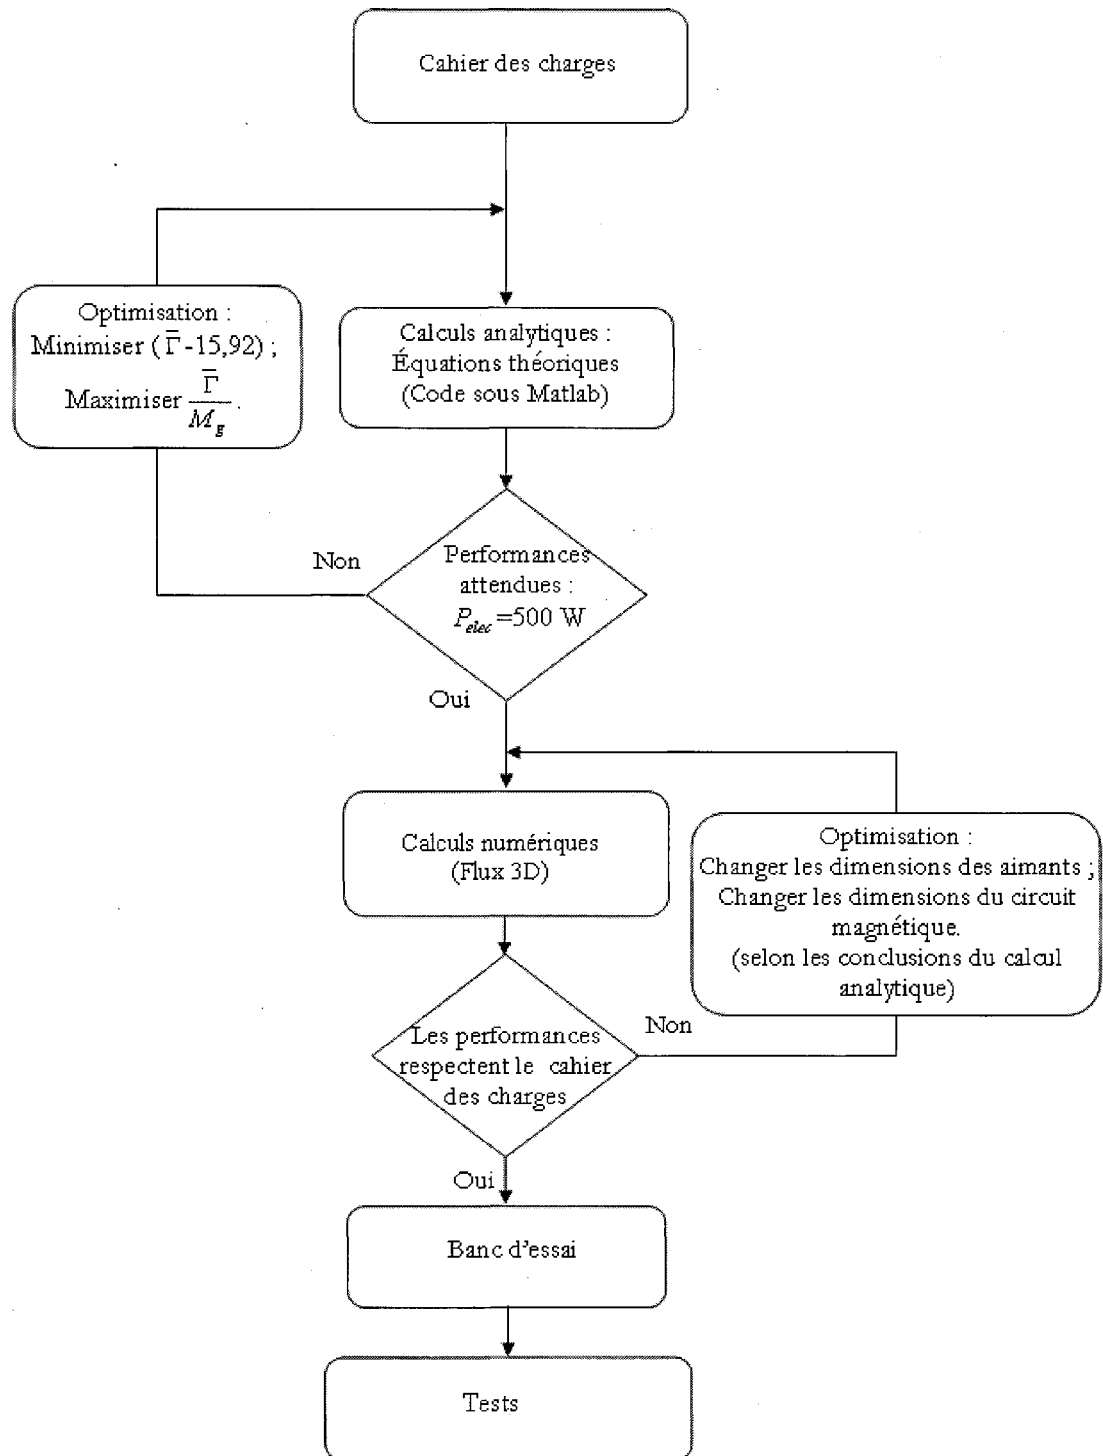 Cahier des charges
Optimisation :
Minimiser ( Γ̿ -15,92) ;
Maximiser Γ̿ / M_g .
Calculs analytiques :
Équations théoriques
(Code sous Matlab)
Non
Performances
attendues :
P_elec =500 W
Oui
Calculs numériques
(Flux 3D)
Optimisation :
Changer les dimensions des aimants ;
Changer les dimensions du circuit
magnétique.
(selon les conclusions du calcul
analytique)
Non
Les performances
respectent le cahier
des charges
Oui
Banc d'essai
Tests